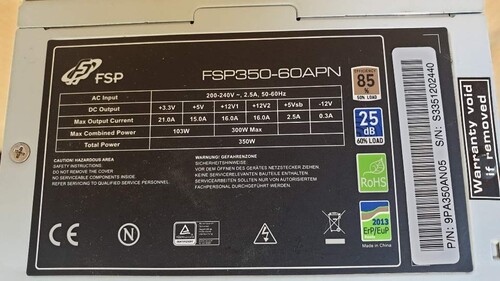 FSP
FSP350-60APN
AC Input 200-240V ~, 2.5A, 50-60Hz
DC Output +3.3V +5V +12V1 +12V2 +5Vsb -12V
Max Output Current 21.0A 15.0A 16.0A 16.0A 2.5A 0.3A
Max Combined Power 103W 300W Max
Total Power 350W
CAUTION: HAZARDOUS AREA
SAFETY INSTRUCTIONS:
DO NOT REMOVE THE COVER
NO SERVICEABLE COMPONENTS INSIDE,
REFER SERVICING TO QUALIFIED SERVICE PERSONNEL.
WARNUNG: GEFAHRENZONE
SICHERHEITSHINWEISE:
VOR DEM ÖFFNEN DES GERÄTES NETZSTECKER ZIEHEN.
KEINE SERVICERELEVANTEN BAUTEILE ENTHALTEN
SERVICEARBEITEN SOLLTEN NUR VON FACHPERSONAL
DURCHGEFÜHRT WERDEN!
CE
N
85
%
50% LOAD
25
dB
60% LOAD
RoHS
2013
ErP/EuP
Made in China
P/N: 9PA350AN05 S/N: S3351202440
Warranty void
if removed